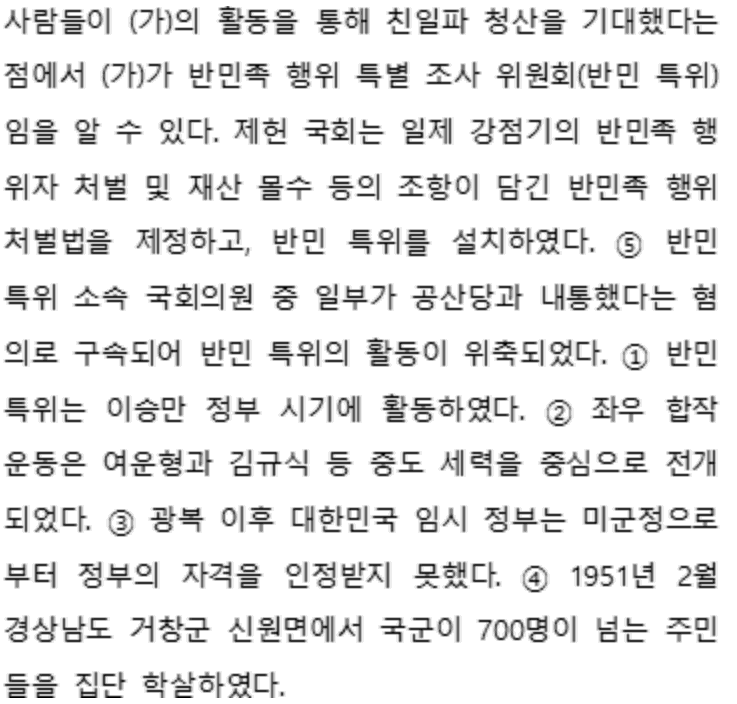 사람들이 (가)의 활동을 통해 친일파 청산을 기대했다는
점에서 (가)가 반민족 행위 특별 조사 위원회(반민 특위)
임을 알 수 있다. 제헌 국회는 일제 강점기의 반민족 행
위자 처벌 및 재산 몰수 등의 조항이 담긴 반민족 행위
처벌법을 제정하고, 반민 특위를 설치하였다. ⑤ 반민
특위 소속 국회의원 중 일부가 공산당과 내통했다는 혐
의로 구속되어 반민 특위의 활동이 위축되었다. ① 반민
특위는 이승만 정부 시기에 활동하였다. ② 좌우 합작
운동은 여운형과 김규식 등 중도 세력을 중심으로 전개
되었다. ③ 광복 이후 대한민국 임시 정부는 미군정으로
부터 정부의 자격을 인정받지 못했다. ④ 1951년 2월
경상남도 거창군 신원면에서 국군이 700명이 넘는 주민
들을 집단 학살하였다.